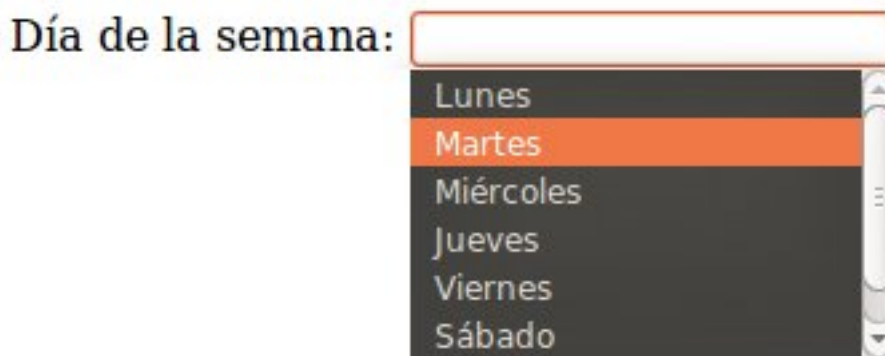 Día de la semana:
Lunes
Martes
Miércoles
Jueves
Viernes
Sábado